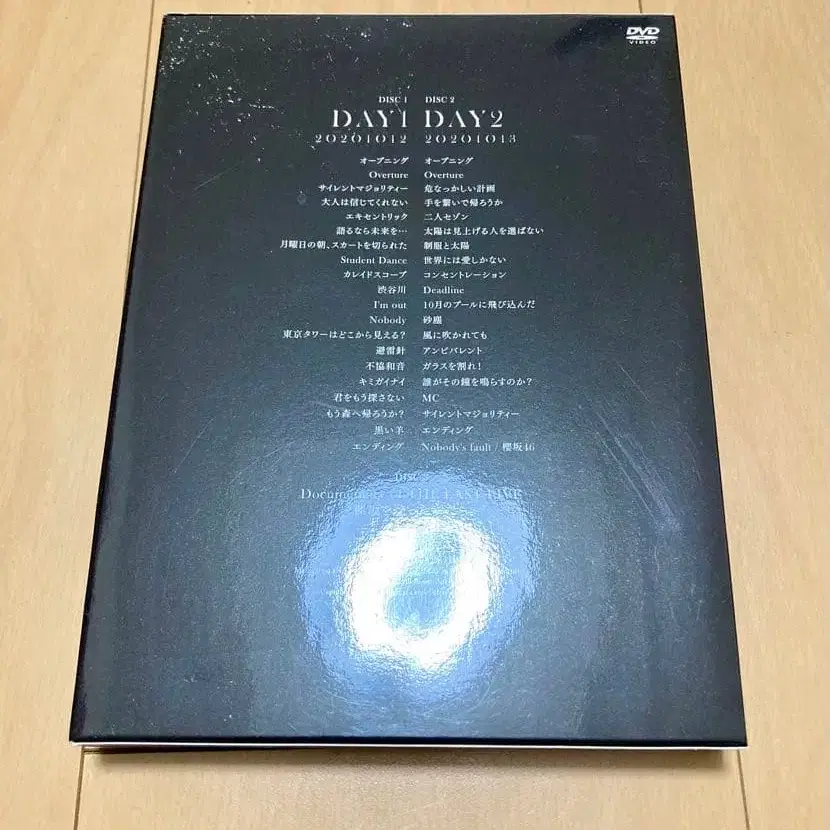 DVD
VIDEO
DISC 1
DAY1
20201012
オープニング
Overture
サイレントマジョリティー
大人は信じてくれない
エキセントリック
語るなら未来を…
月曜日の朝、スカートを切られた
Student Dance
カレイドスコープ
渋谷川
I'm out
Nobody
東京タワーはどこから見える?
避雷針
不協和音
キミガイナイ
君をもう探さない
もう森へ帰ろうか?
黒い羊
エンディング
DISC 2
DAY2
20201013
オープニング
Overture
危なっかしい計画
手を繋いで帰ろうか
二人セゾン
太陽は見上げる人を選ばない
制服と太陽
世界には愛しかない
コンセントレーション
Deadline
10月のプールに飛び込んだ
砂塵
風に吹かれても
アンビバレント
ガラスを割れ!
誰がその鐘を鳴らすのか?
MC
サイレントマジョリティー
エンディング
Nobody's fault / 櫻坂46
DISC
THE LAST LIVE